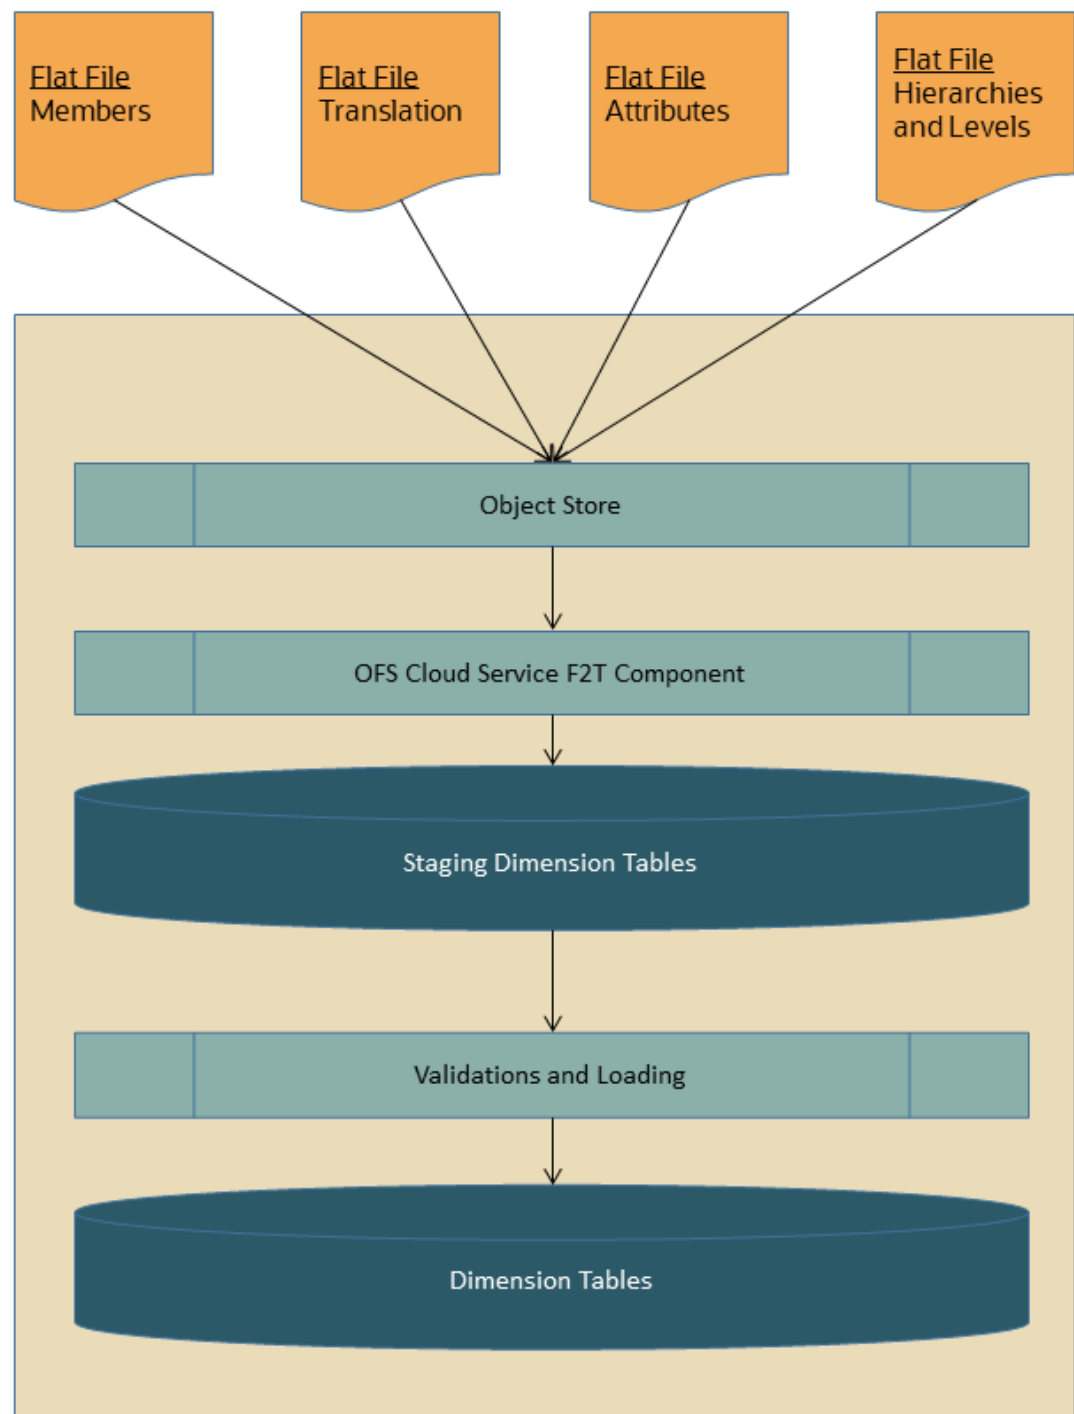 Flat File
Members
Flat File
Translation
Flat File
Attributes
Flat File
Hierarchies
and Levels
Object Store
OFS Cloud Service F2T Component
Staging Dimension Tables
Validations and Loading
Dimension Tables